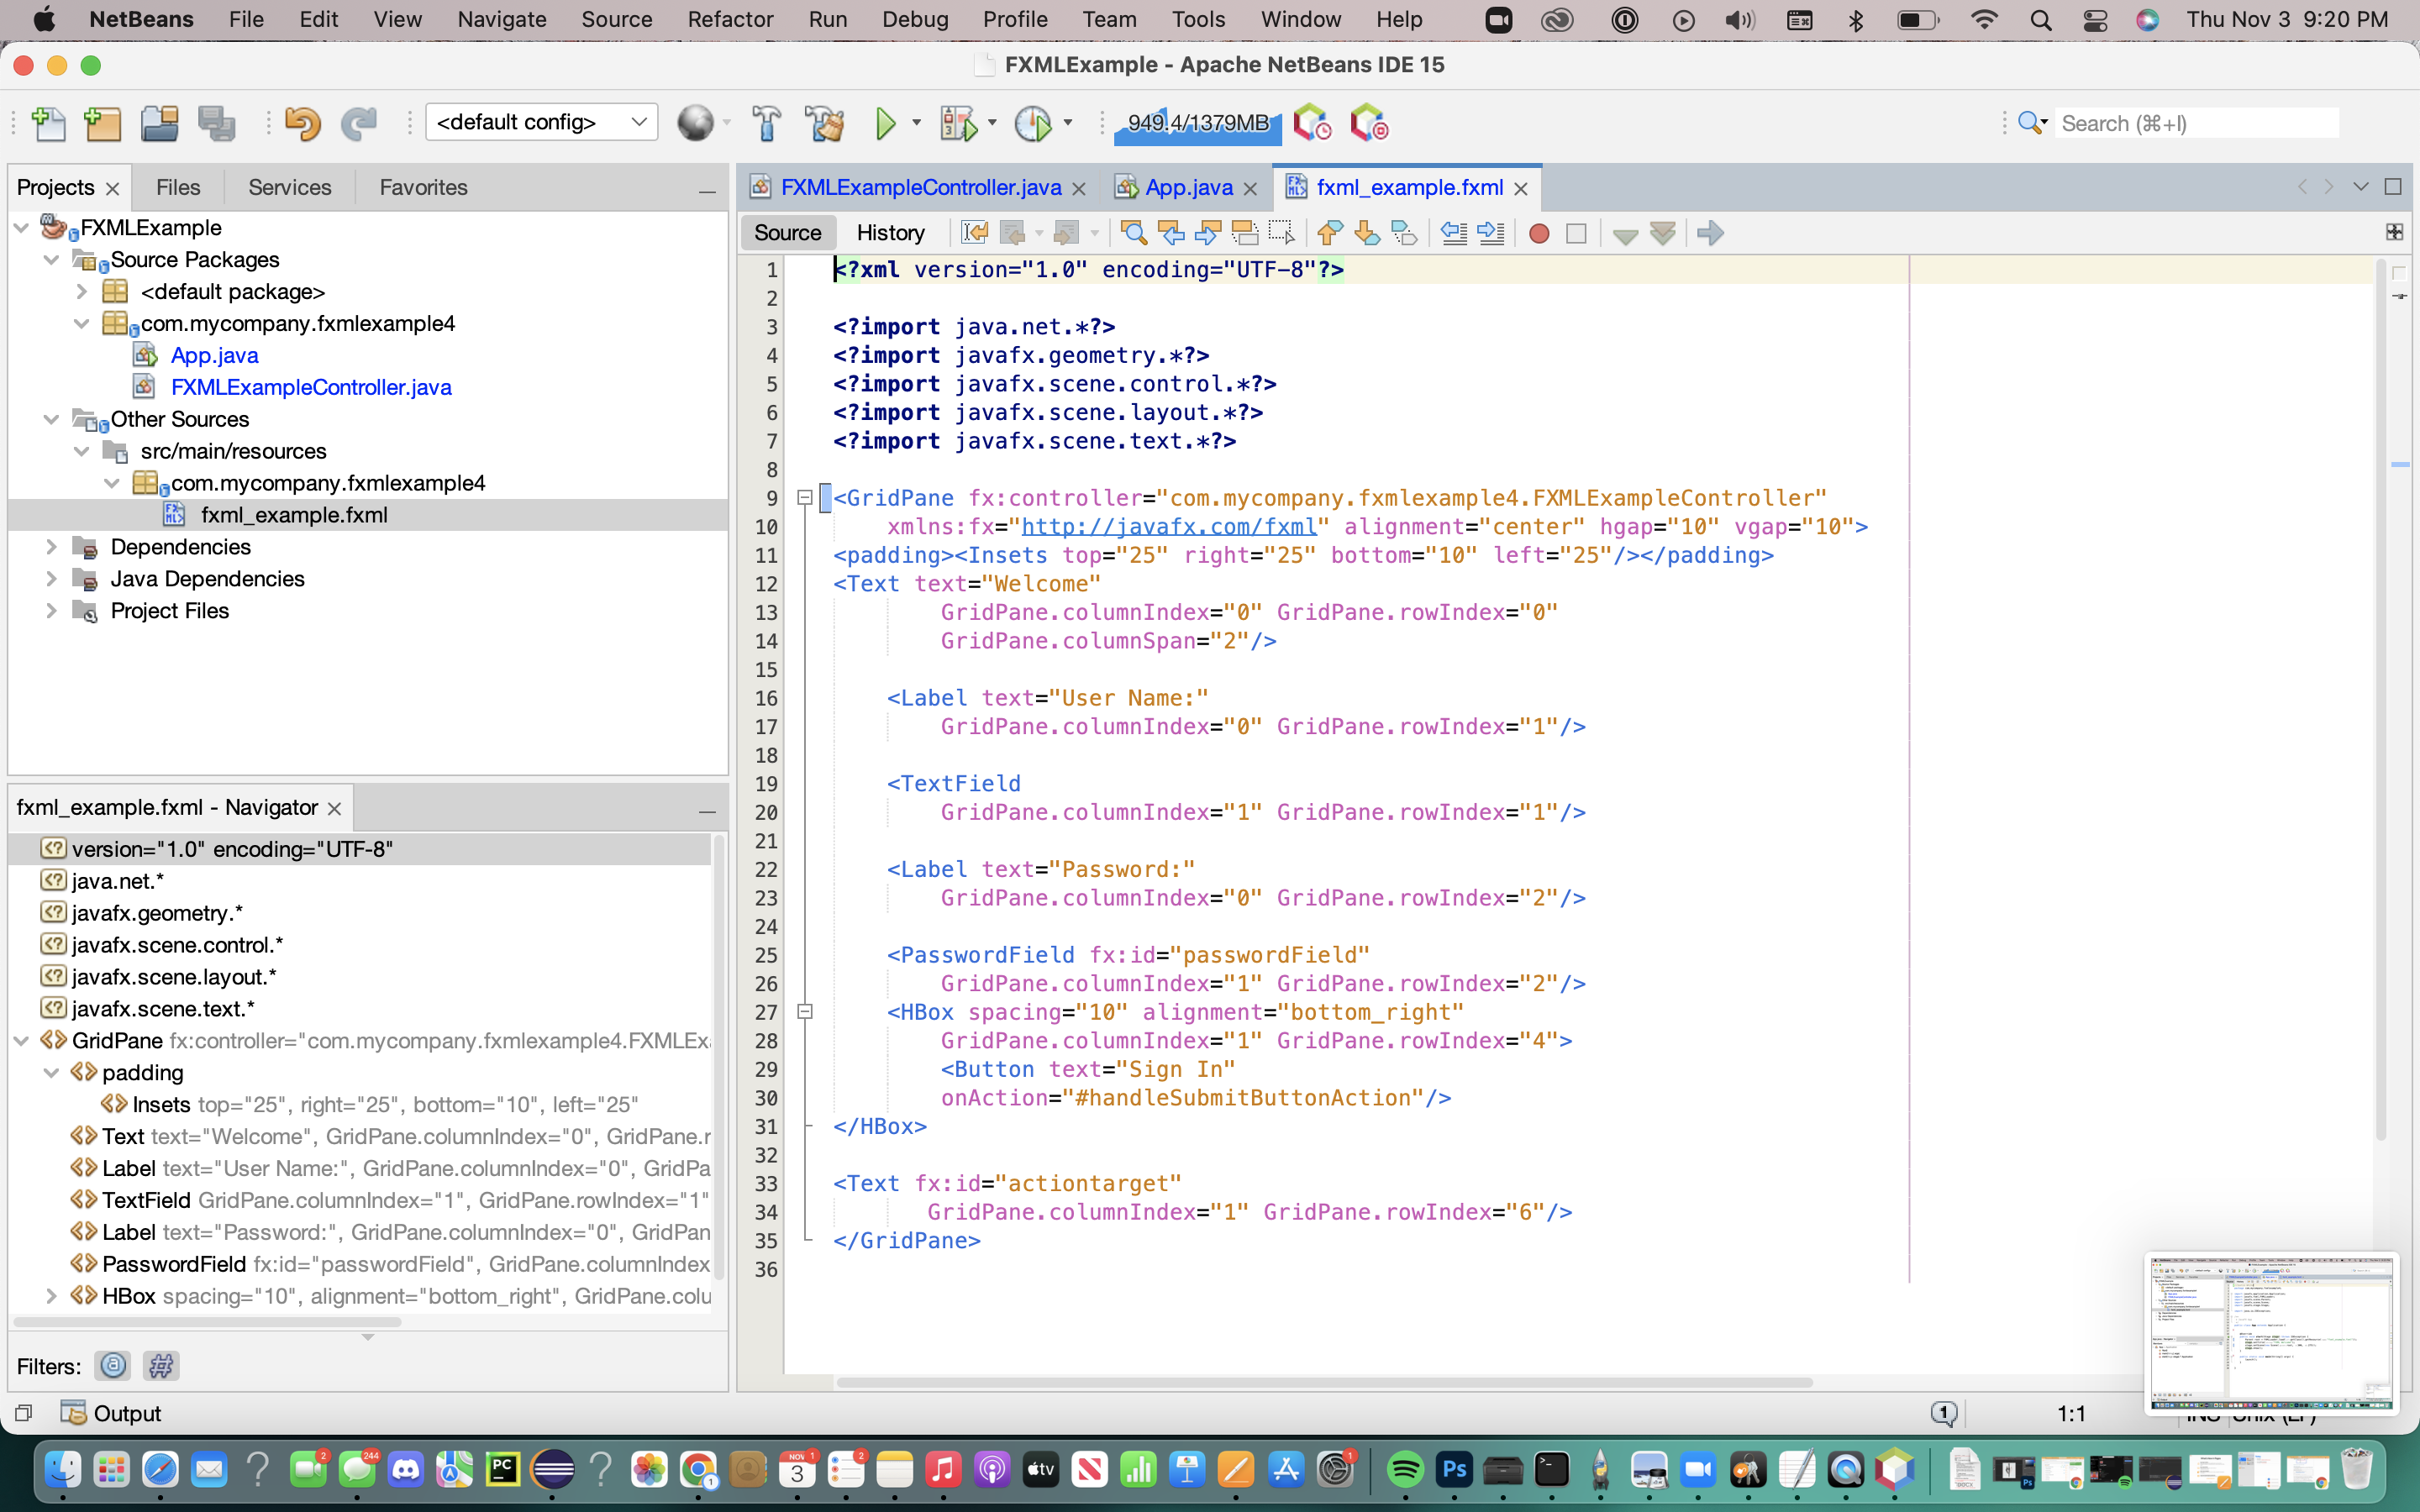 NetBeans File Edit View Navigate Source Refactor Run Debug Profile Team Tools Window Help Thu Nov 3 9:20 PM
FXMLExample - Apache NetBeans IDE 15
<default config> 949.4/1379MB Search (⌘+I)
Projects Files Services Favorites
FXMLExample
Source Packages
<default package>
com.mycompany.fxmlexample4
App.java
FXMLExampleController.java
Other Sources
src/main/resources
com.mycompany.fxmlexample4
fxml_example.fxml
Dependencies
Java Dependencies
Project Files
fxml_example.fxml - Navigator
version="1.0" encoding="UTF-8"
java.net.*
javafx.geometry.*
javafx.scene.control.*
javafx.scene.layout.*
javafx.scene.text.*
GridPane fx:controller="com.mycompany.fxmlexample4.FXMLEx
padding
Insets top="25", right="25", bottom="10", left="25"
Text text="Welcome", GridPane.columnIndex="0", GridPane.r
Label text="User Name:", GridPane.columnIndex="0", GridPa
TextField GridPane.columnIndex="1", GridPane.rowIndex="1"
Label text="Password:", GridPane.columnIndex="0", GridPan
PasswordField fx:id="passwordField", GridPane.columnIndex
HBox spacing="10", alignment="bottom_right", GridPane.colu
Filters:
Output
FXMLExampleController.java App.java fxml_example.fxml
Source History
1 <?xml version="1.0" encoding="UTF-8"?>
2
3 <?import java.net.*?>
4 <?import javafx.geometry.*?>
5 <?import javafx.scene.control.*?>
6 <?import javafx.scene.layout.*?>
7 <?import javafx.scene.text.*?>
8
9 <GridPane fx:controller="com.mycompany.fxmlexample4.FXMLExampleController"
10 xmlns:fx="http://javafx.com/fxml" alignment="center" hgap="10" vgap="10">
11 <padding><Insets top="25" right="25" bottom="10" left="25"/></padding>
12 <Text text="Welcome"
13 GridPane.columnIndex="0" GridPane.rowIndex="0"
14 GridPane.columnSpan="2"/>
15
16 <Label text="User Name:"
17 GridPane.columnIndex="0" GridPane.rowIndex="1"/>
18
19 <TextField
20 GridPane.columnIndex="1" GridPane.rowIndex="1"/>
21
22 <Label text="Password:"
23 GridPane.columnIndex="0" GridPane.rowIndex="2"/>
24
25 <PasswordField fx:id="passwordField"
26 GridPane.columnIndex="1" GridPane.rowIndex="2"/>
27 <HBox spacing="10" alignment="bottom_right"
28 GridPane.columnIndex="1" GridPane.rowIndex="4">
29 <Button text="Sign In"
30 onAction="#handleSubmitButtonAction"/>
31 </HBox>
32
33 <Text fx:id="actiontarget"
34 GridPane.columnIndex="1" GridPane.rowIndex="6"/>
35 </GridPane>
36
1 1:1
2 244 PC NOV 3 1 2 tv 1 Ps